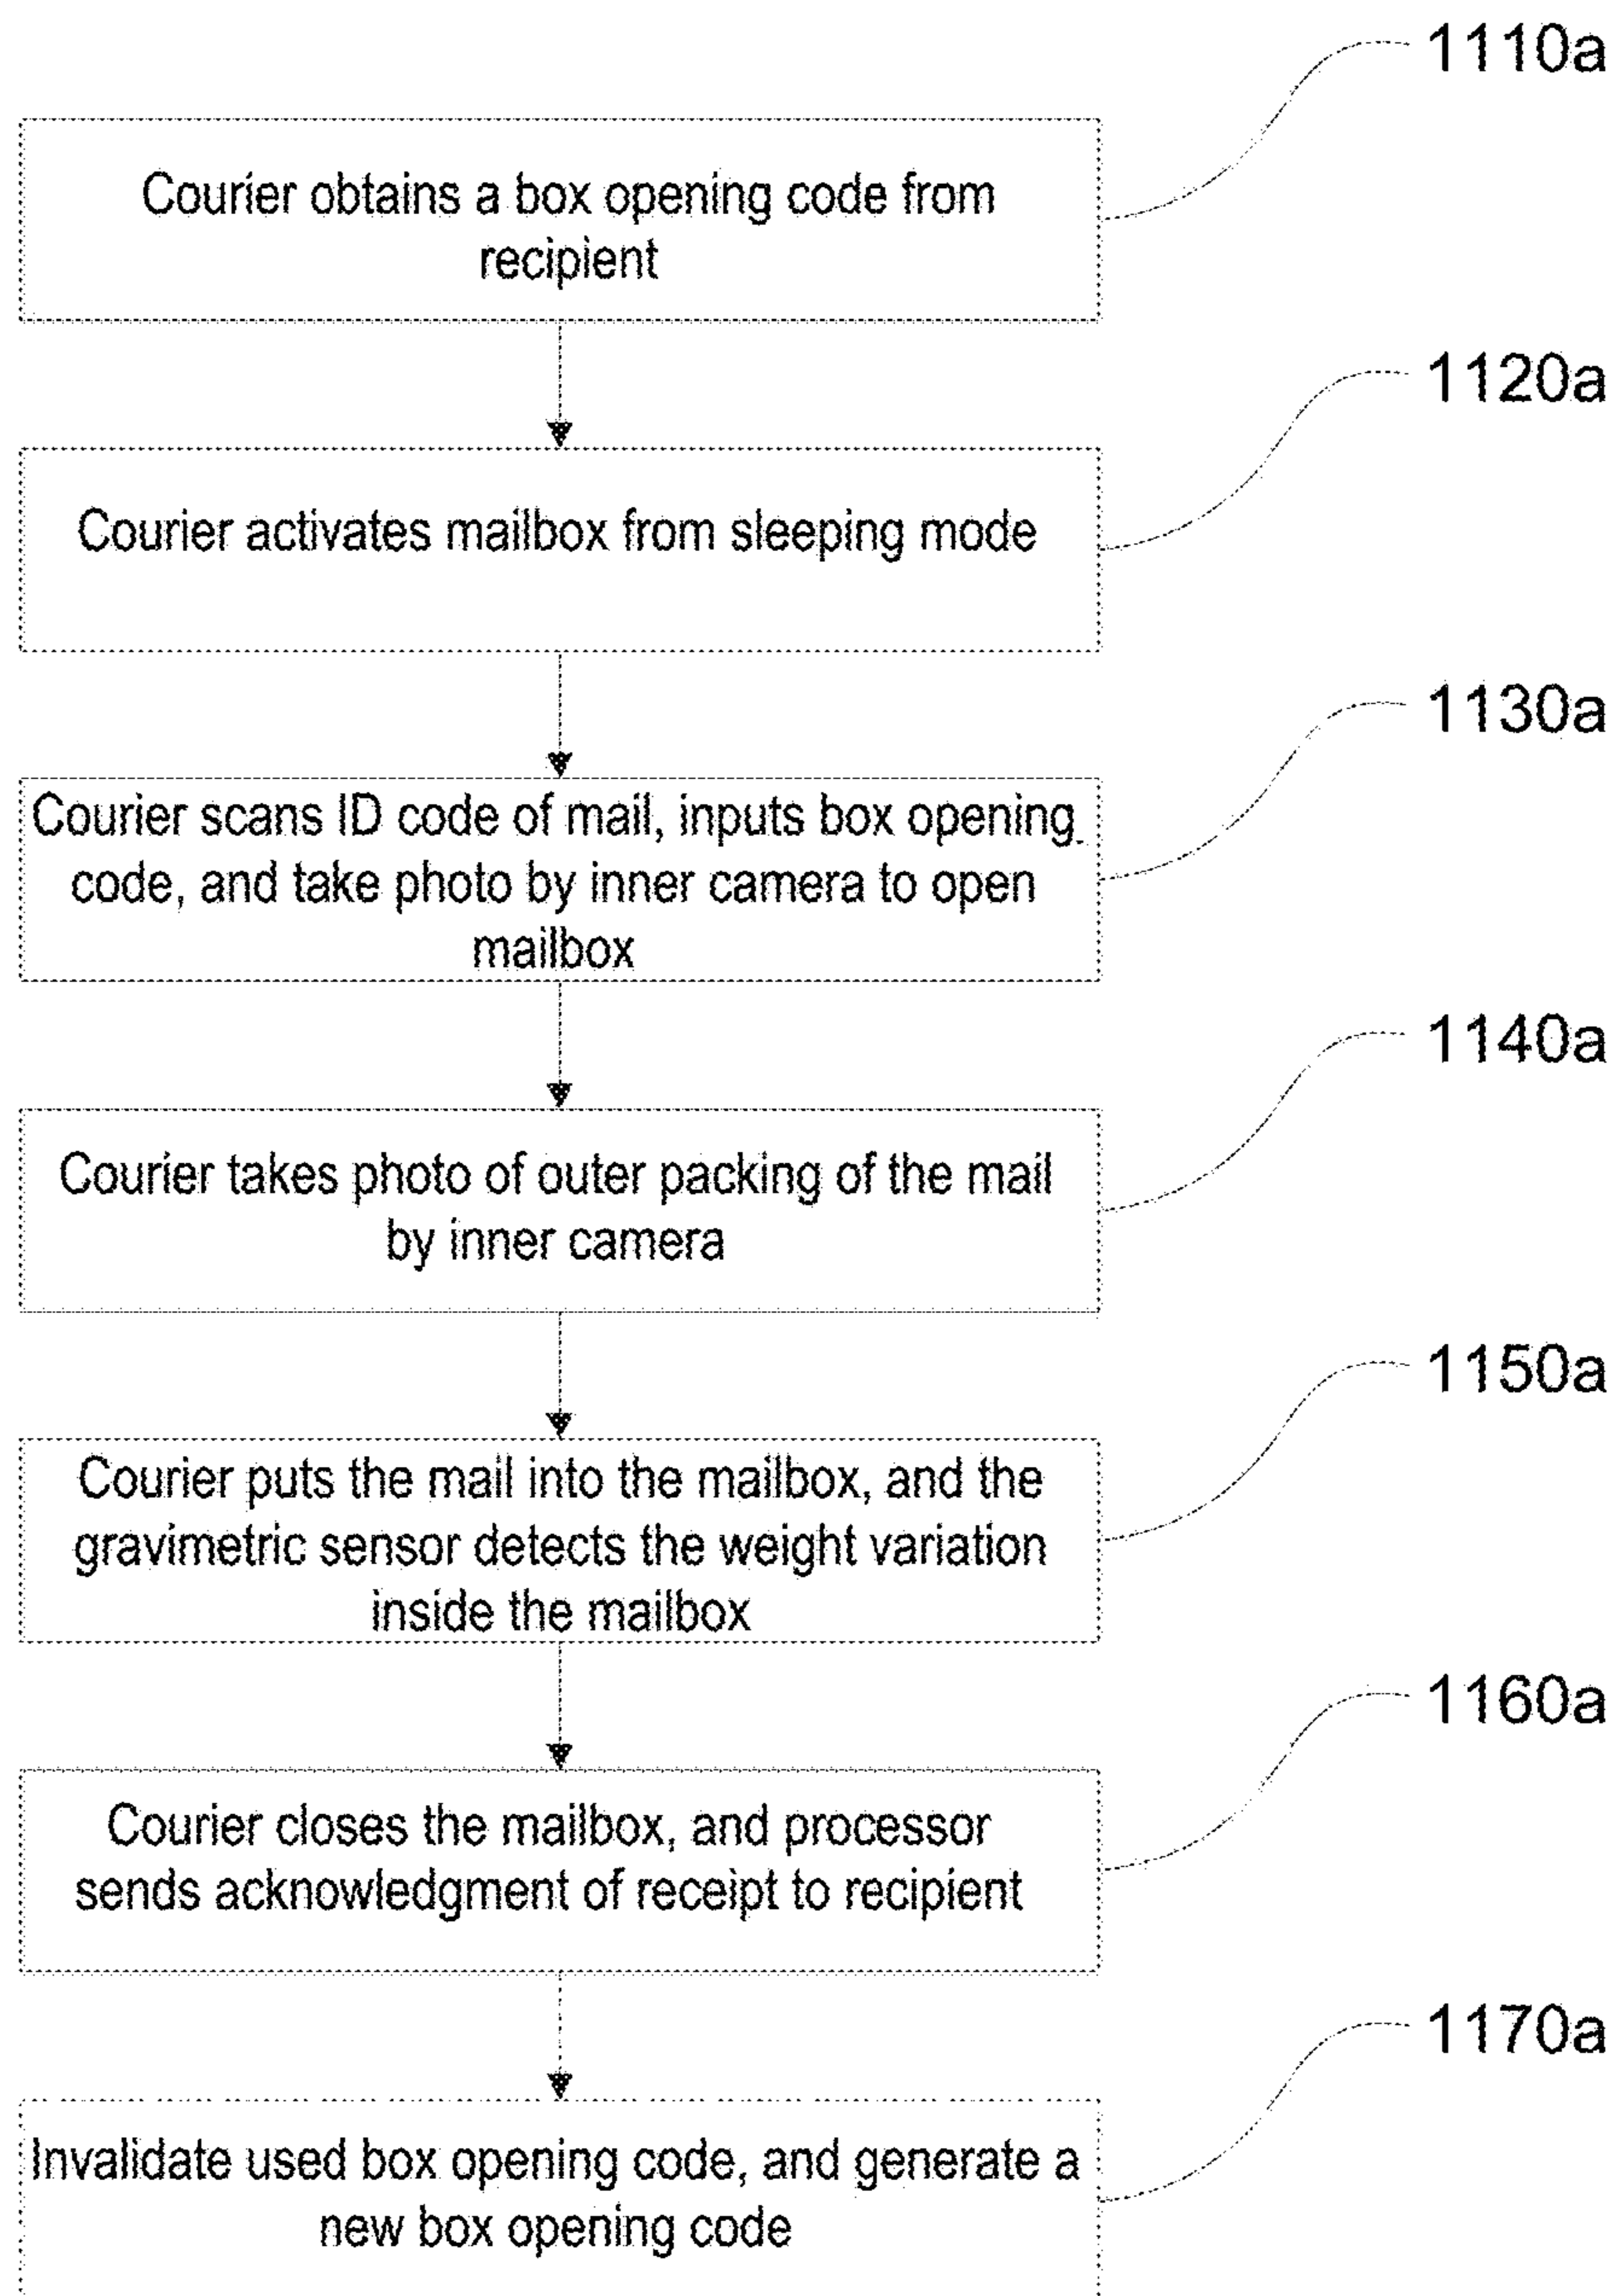 1110a
Courier obtains a box opening code from
recipient
1120a
Courier activates mailbox from sleeping mode
1130a
Courier scans ID code of mail, inputs box opening
code, and take photo by inner camera to open
mailbox
1140a
Courier takes photo of outer packing of the mail
by inner camera
1150a
Courier puts the mail into the mailbox, and the
gravimetric sensor detects the weight variation
inside the mailbox
1160a
Courier closes the mailbox, and processor
sends acknowledgment of receipt to recipient
1170a
Invalidate used box opening code, and generate a
new box opening code